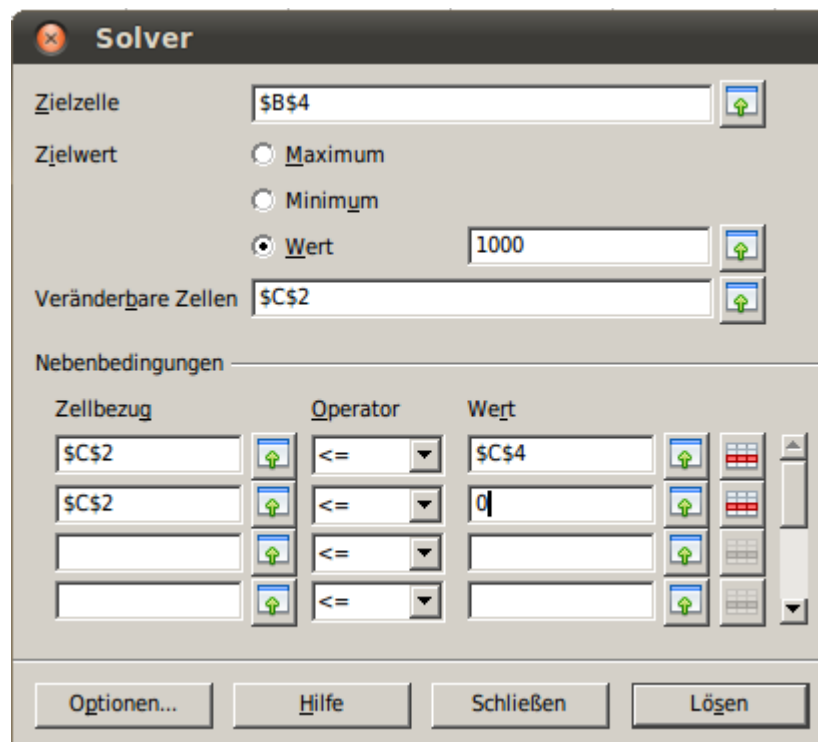 Solver
Zielzelle $B$4
Zielwert Maximum
Minimum
Wert 1000
Veränderbare Zellen $C$2
Nebenbedingungen
Zellbezug Operator Wert
$C$2 <= $C$4
$C$2 <= 0
<=
<=
Optionen... Hilfe Schließen Lösen